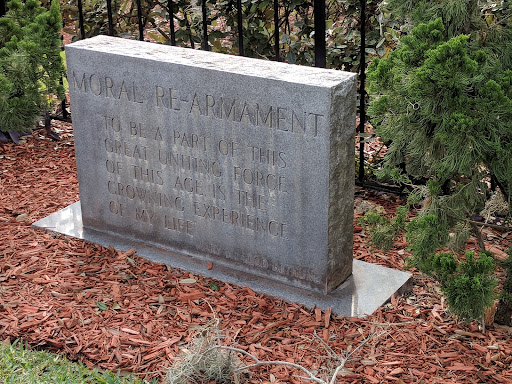 MORAL RE-ARMAMENT
TO BE A PART OF THIS
GREAT UNITING FORCE
OF THIS AGE IS THE
CROWNING EXPERIENCE
OF MY LIFE